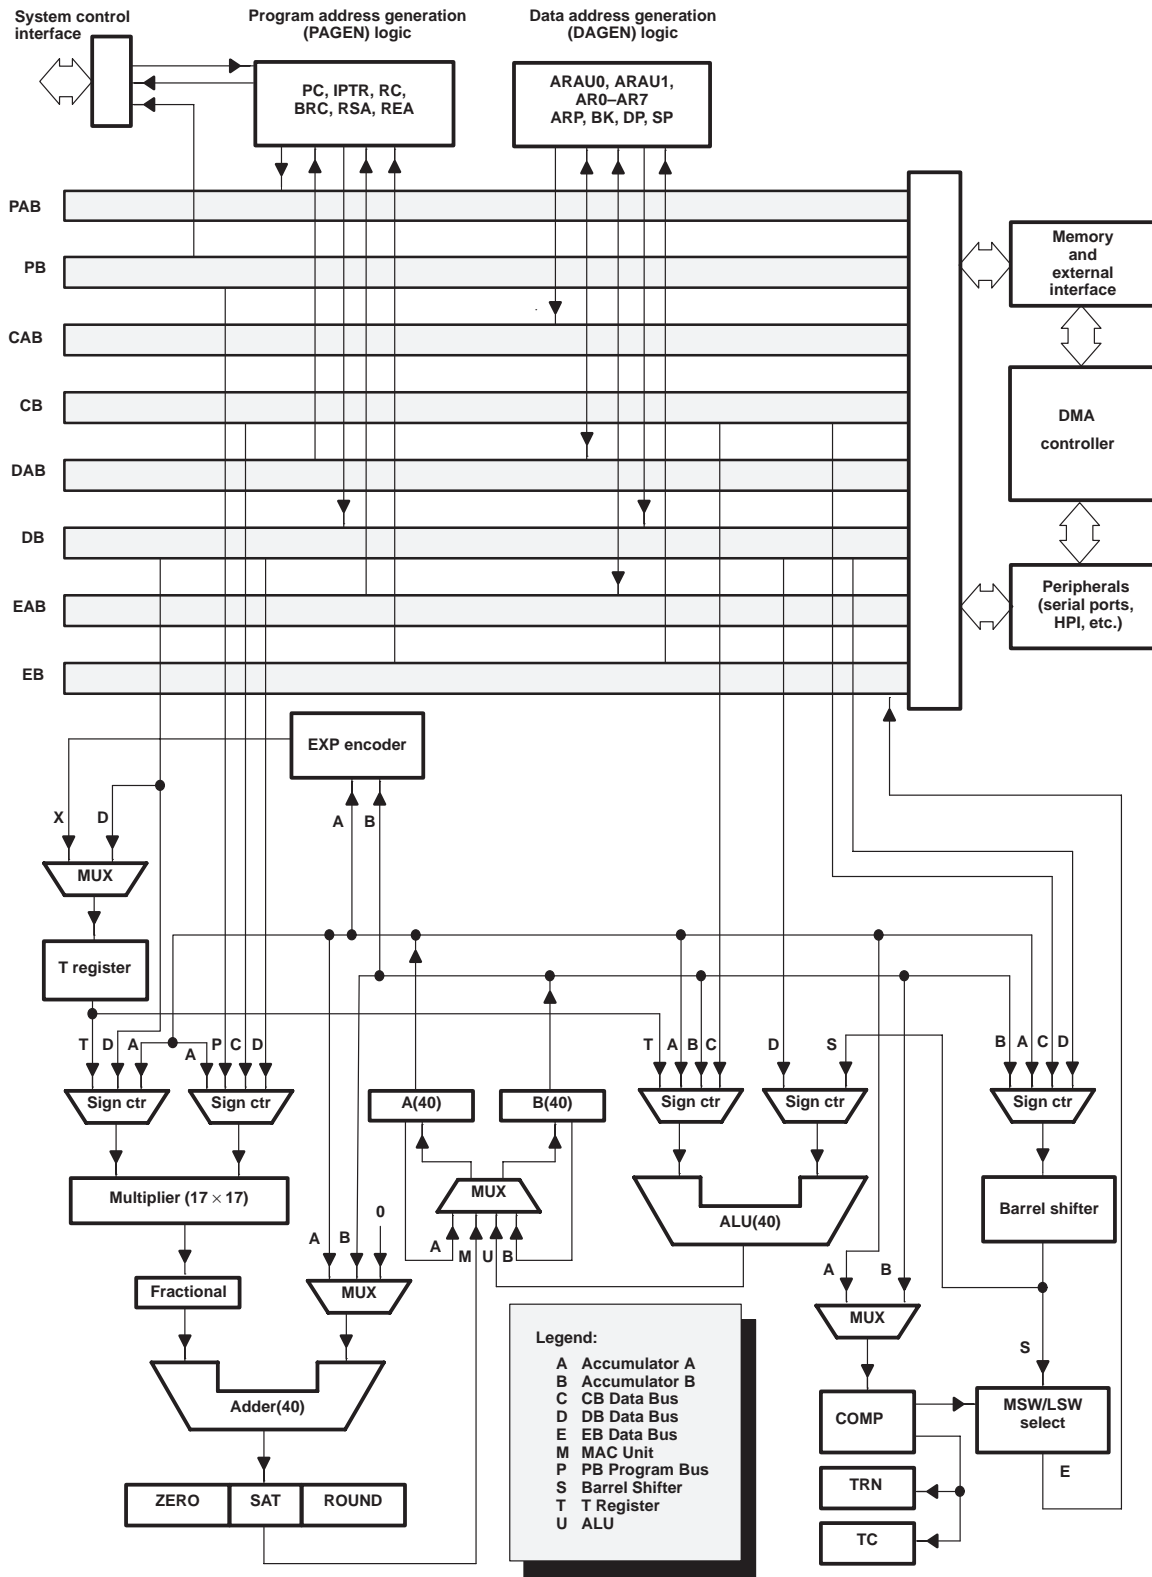 System control
interface
Program address generation
(PAGEN) logic
Data address generation
(DAGEN) logic
PC, IPTR, RC,
BRC, RSA, REA
ARAU0, ARAU1,
AR0–AR7
ARP, BK, DP, SP
PAB
PB
CAB
CB
DAB
DB
EAB
EB
Memory
and
external
interface
DMA
controller
Peripherals
(serial ports,
HPI, etc.)
EXP encoder
X
D
A
B
MUX
T register
T
D
A
A
P
C
D
T
A
B
C
D
S
B
A
C
D
Sign ctr
Sign ctr
A(40)
B(40)
Sign ctr
Sign ctr
Sign ctr
Multiplier (17 × 17)
MUX
ALU(40)
Barrel shifter
A
B
0
A
M
U
B
A
B
Fractional
MUX
MUX
S
Adder(40)
COMP
MSW/LSW
select
E
ZERO
SAT
ROUND
TRN
TC
Legend:
A Accumulator A
B Accumulator B
C CB Data Bus
D DB Data Bus
E EB Data Bus
M MAC Unit
P PB Program Bus
S Barrel Shifter
T T Register
U ALU